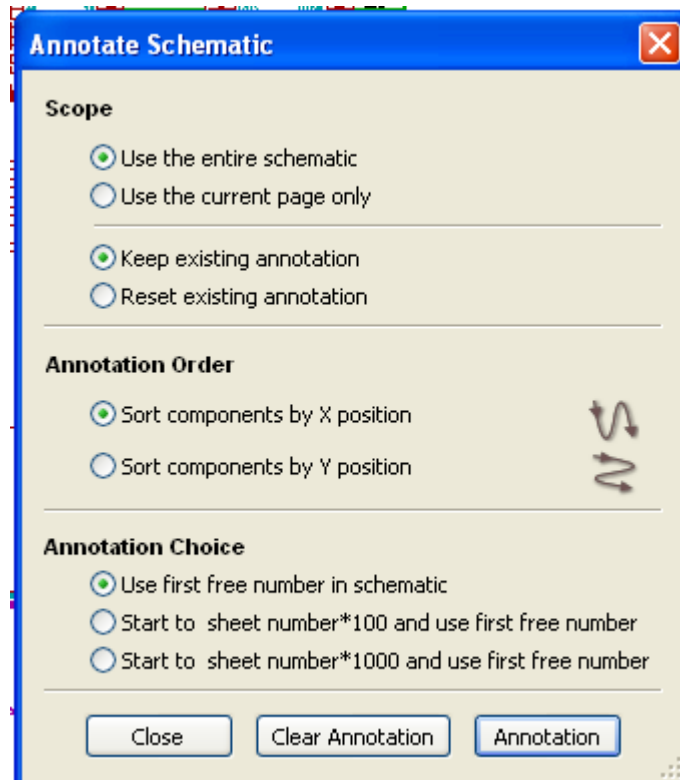 Annotate Schematic
Scope
Use the entire schematic
Use the current page only
Keep existing annotation
Reset existing annotation
Annotation Order
Sort components by X position
Sort components by Y position
Annotation Choice
Use first free number in schematic
Start to  sheet number*100 and use first free number
Start to  sheet number*1000 and use first free number
Close
Clear Annotation
Annotation